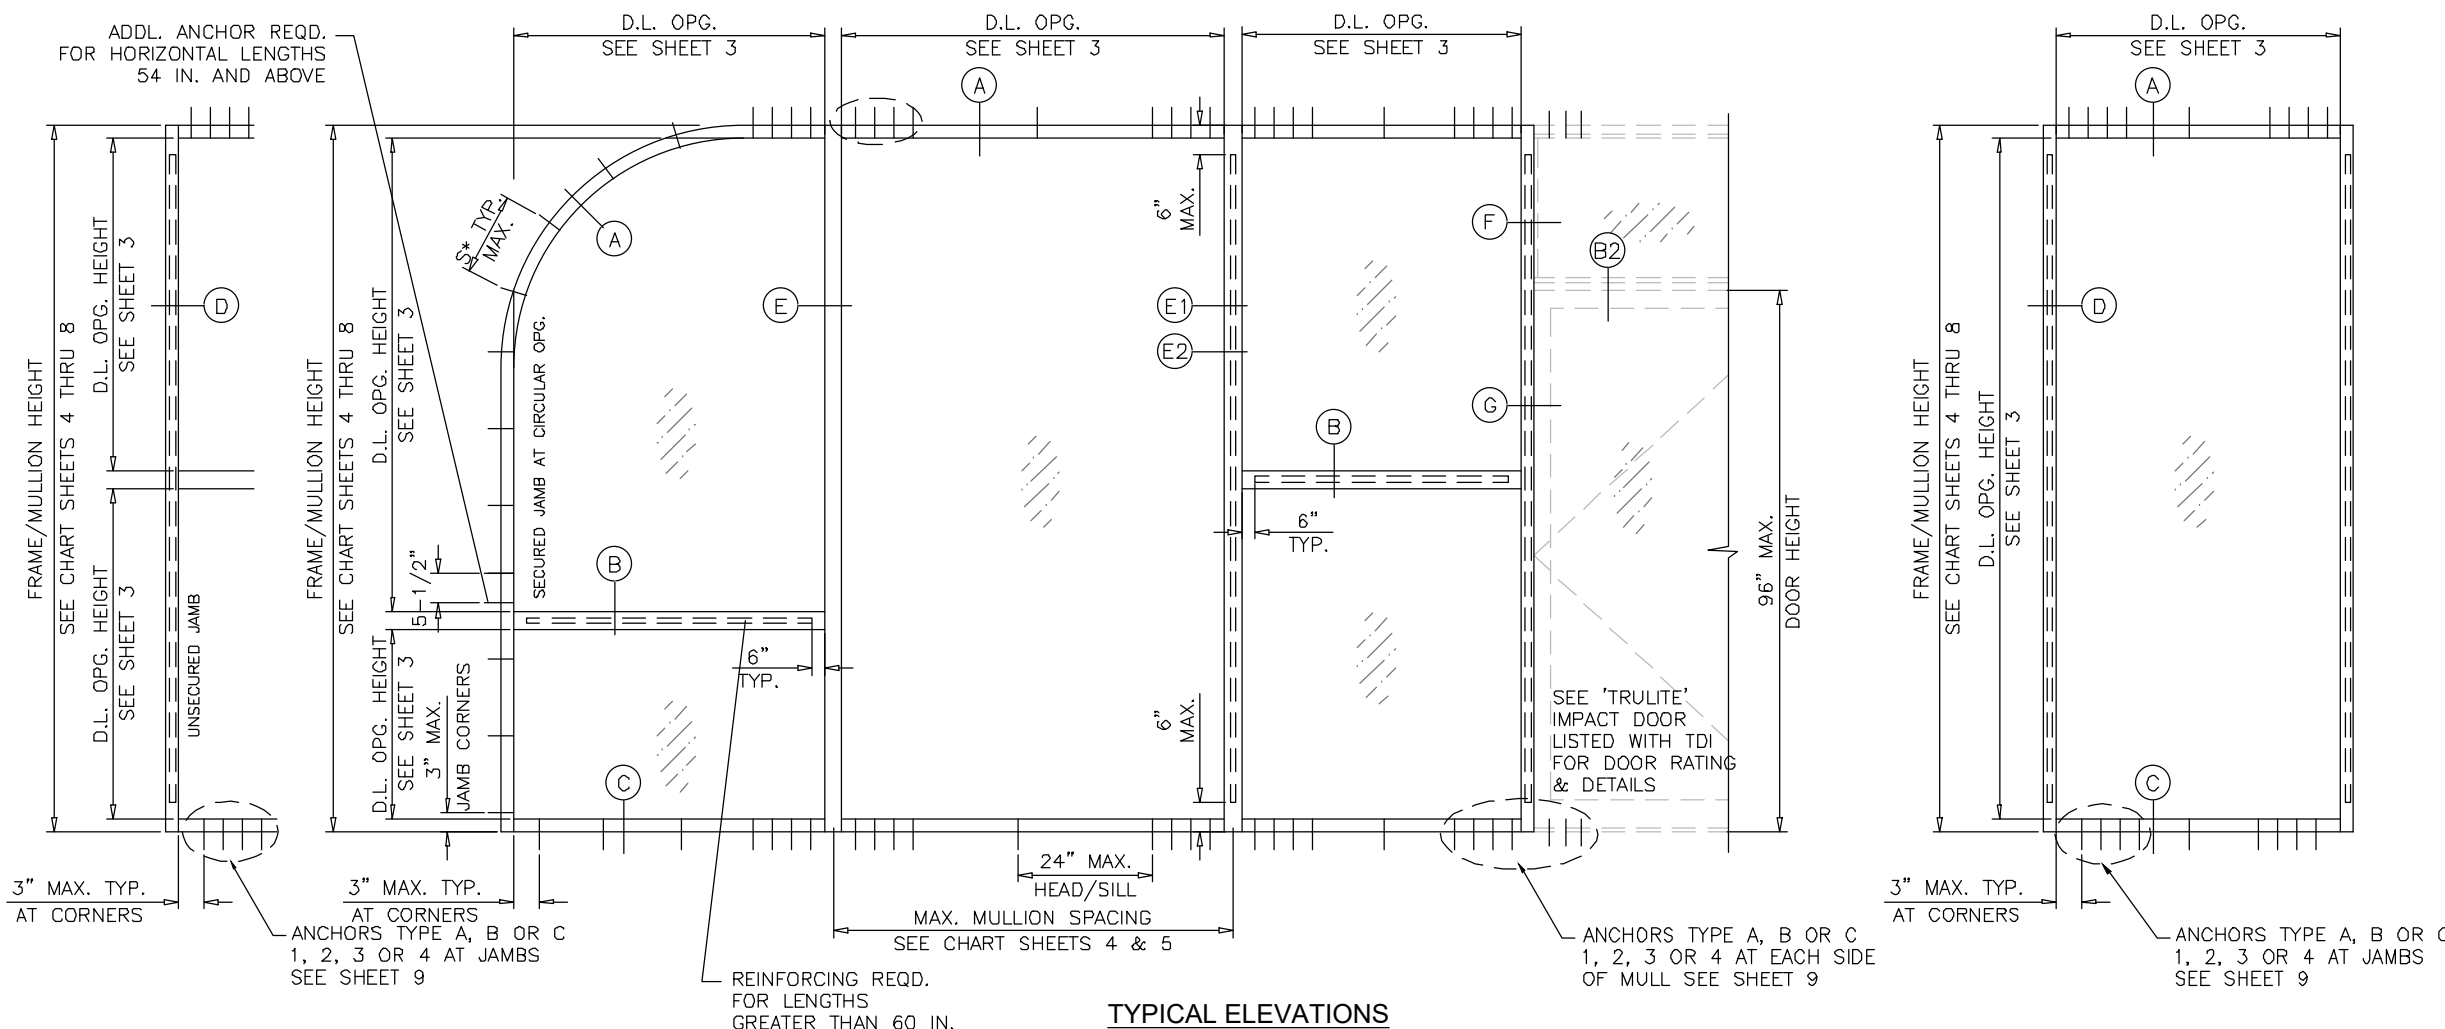 ADDL. ANCHOR REQD.
FOR HORIZONTAL LENGTHS
54 IN. AND ABOVE
D.L. OPG.
SEE SHEET 3
D.L. OPG.
SEE SHEET 3
D.L. OPG.
SEE SHEET 3
D.L. OPG.
SEE SHEET 3
A
A
FRAME/MULLION HEIGHT
SEE CHART SHEETS 4 THRU 8
D.L. OPG. HEIGHT
SEE SHEET 3
D.L. OPG. HEIGHT
SEE SHEET 3
D
UNSECURED JAMB
3" MAX. TYP.
AT CORNERS
ANCHORS TYPE A, B OR C
1, 2, 3 OR 4 AT JAMBS
SEE SHEET 9
FRAME/MULLION HEIGHT
SEE CHART SHEETS 4 THRU 8
D.L. OPG. HEIGHT
SEE SHEET 3
D.L. OPG. HEIGHT
SEE SHEET 3
S* TYP.
MAX.
A
SECURED JAMB AT CIRCULAR OPG.
5-1/2"
B
3" MAX.
JAMB CORNERS
6"
TYP.
C
3" MAX. TYP.
AT CORNERS
REINFORCING REQD.
FOR LENGTHS
GREATER THAN 60 IN.
E
6"
MAX.
E1
E2
6"
MAX.
24" MAX.
HEAD/SILL
MAX. MULLION SPACING
SEE CHART SHEETS 4 & 5
F
B2
G
B
6"
TYP.
96" MAX.
DOOR HEIGHT
SEE 'TRULITE'
IMPACT DOOR
LISTED WITH TDI
FOR DOOR RATING
& DETAILS
ANCHORS TYPE A, B OR C
1, 2, 3 OR 4 AT EACH SIDE
OF MULL SEE SHEET 9
FRAME/MULLION HEIGHT
SEE CHART SHEETS 4 THRU 8
D.L. OPG. HEIGHT
SEE SHEET 3
D
C
3" MAX. TYP.
AT CORNERS
ANCHORS TYPE A, B OR C
1, 2, 3 OR 4 AT JAMBS
SEE SHEET 9
TYPICAL ELEVATIONS